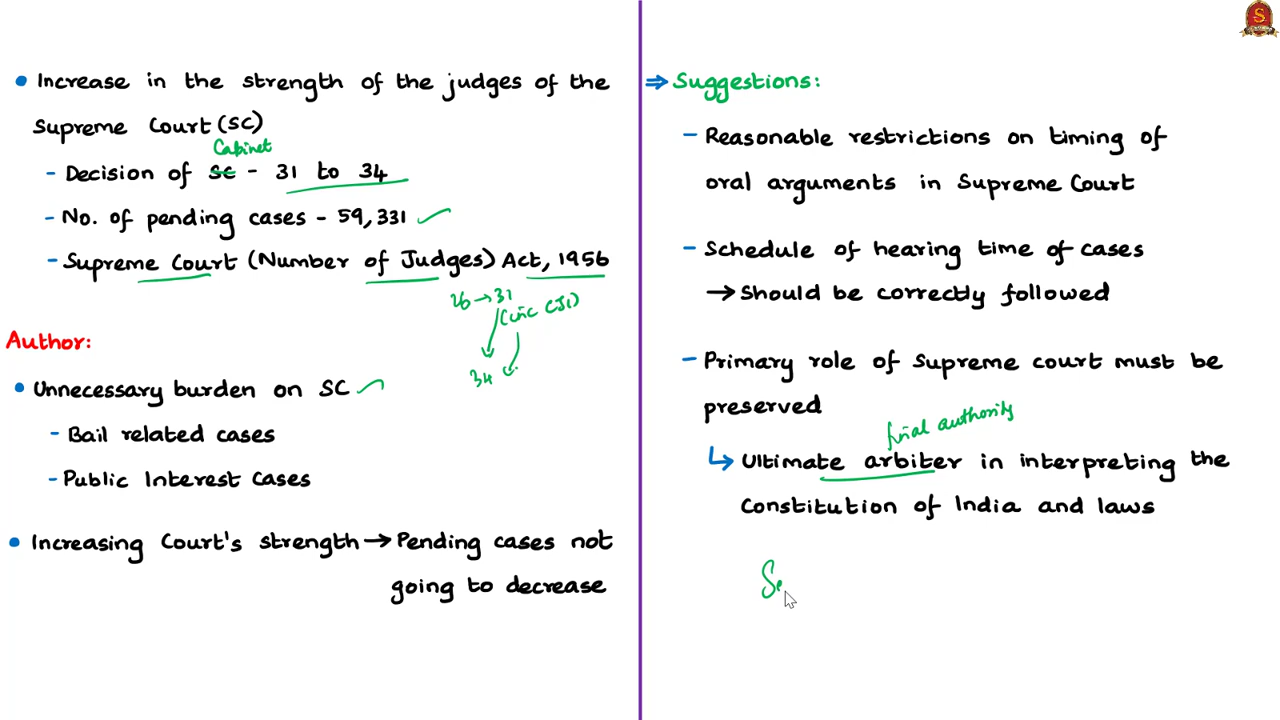 • Increase in the strength of the judges of the
Supreme Court (SC)
Cabinet
- Decision of SC - 31 to 34
- No. of pending cases - 59,331
- Supreme Court (Number of Judges) Act, 1956
26 → 31
(inc CJI)
34
Author:
• Unnecessary burden on SC
- Bail related cases
- Public Interest Cases
• Increasing Court's strength → Pending cases not
going to decrease
⇒ Suggestions:
- Reasonable restrictions on timing of
oral arguments in Supreme Court
- Schedule of hearing time of cases
→ Should be correctly followed
- Primary role of Supreme court must be
preserved
final authority
↳ Ultimate arbiter in interpreting the
Constitution of India and laws
Se